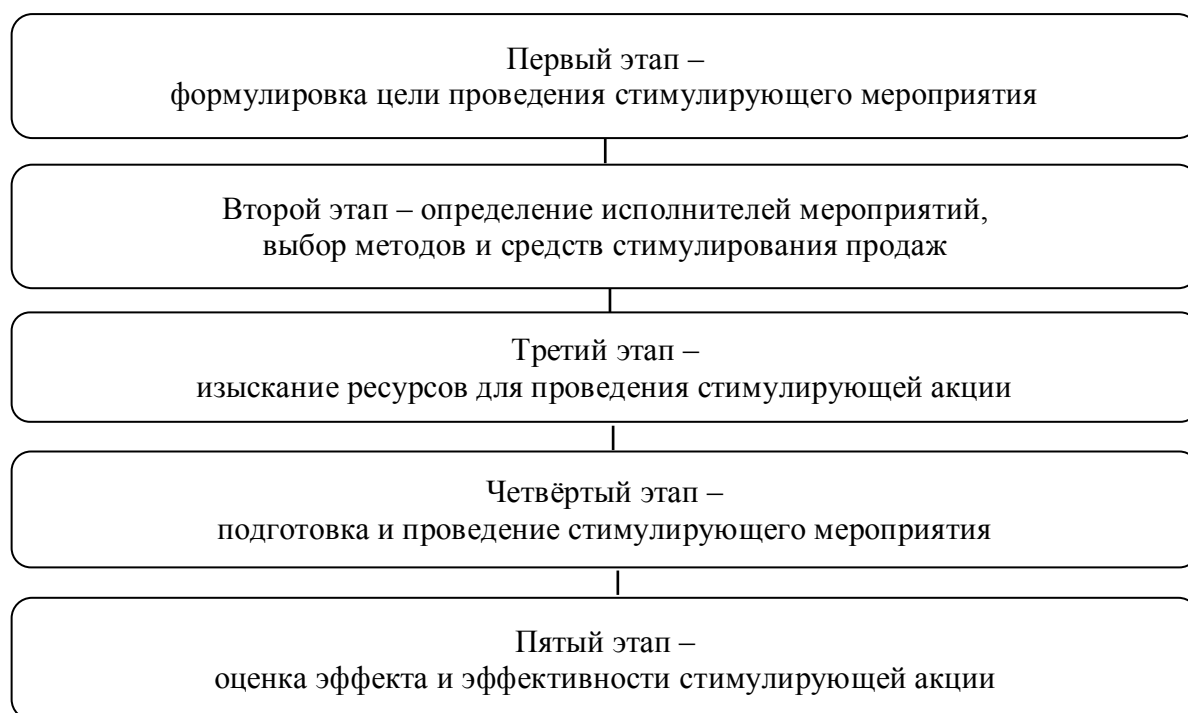 Первый этап –
формулировка цели проведения стимулирующего мероприятия
Второй этап – определение исполнителей мероприятий,
выбор методов и средств стимулирования продаж
Третий этап –
изыскание ресурсов для проведения стимулирующей акции
Четвёртый этап –
подготовка и проведение стимулирующего мероприятия
Пятый этап –
оценка эффекта и эффективности стимулирующей акции